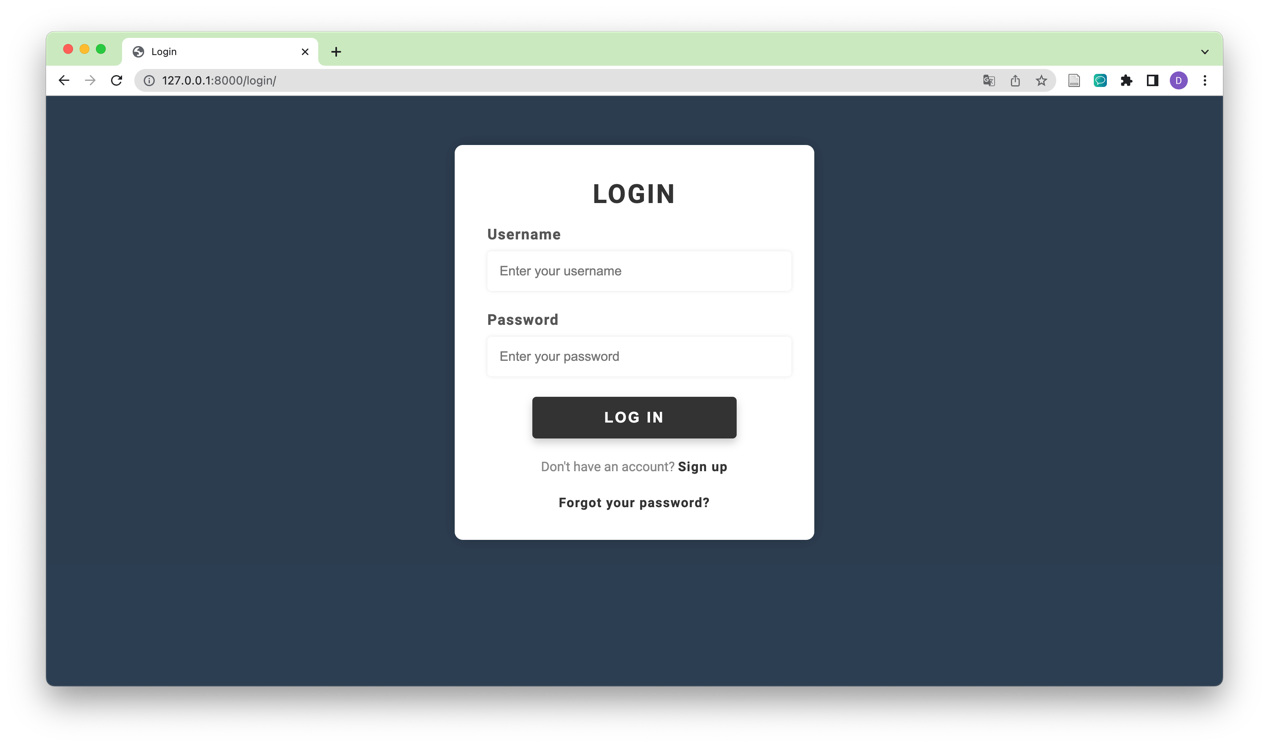 Login
127.0.0.1:8000/login/
D
LOGIN
Username
Enter your username
Password
Enter your password
LOG IN
Don't have an account? Sign up
Forgot your password?